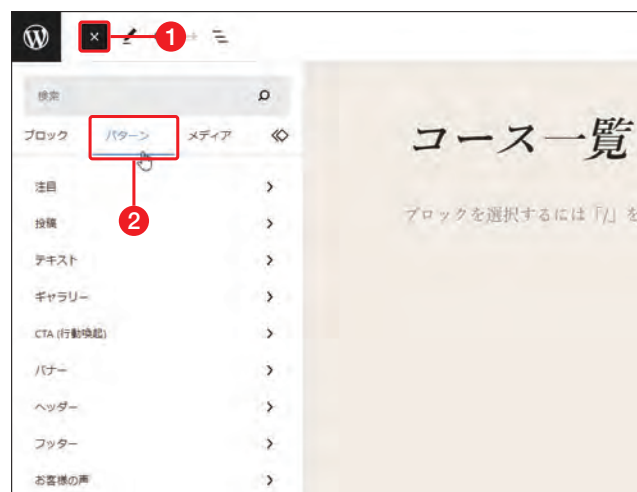 1
検索
ブロック パターン メディア
2
コース一覧
ブロックを選択するには「/」を
注目
投稿
テキスト
ギャラリー
CTA (行動喚起)
バナー
ヘッダー
フッター
お客様の声